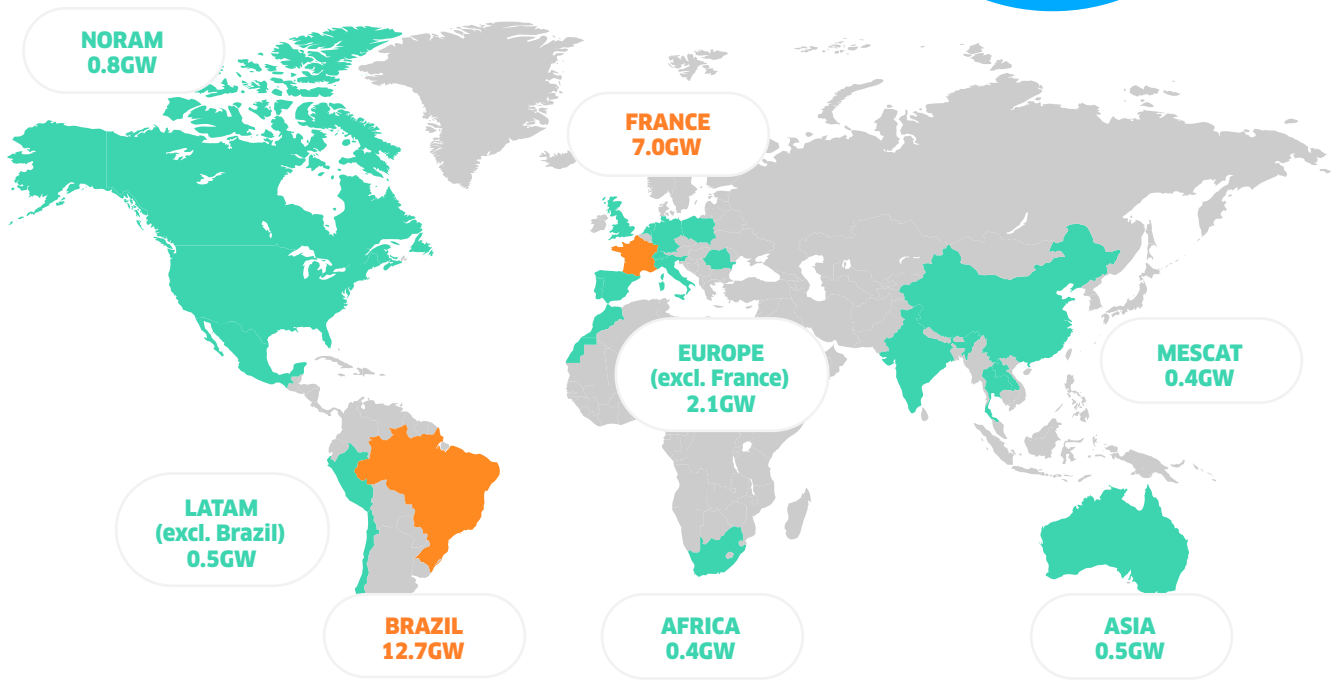 NORAM
0.8GW
FRANCE
7.0GW
EUROPE
(excl. France)
2.1GW
MESCAT
0.4GW
LATAM
(excl. Brazil)
0.5GW
BRAZIL
12.7GW
AFRICA
0.4GW
ASIA
0.5GW